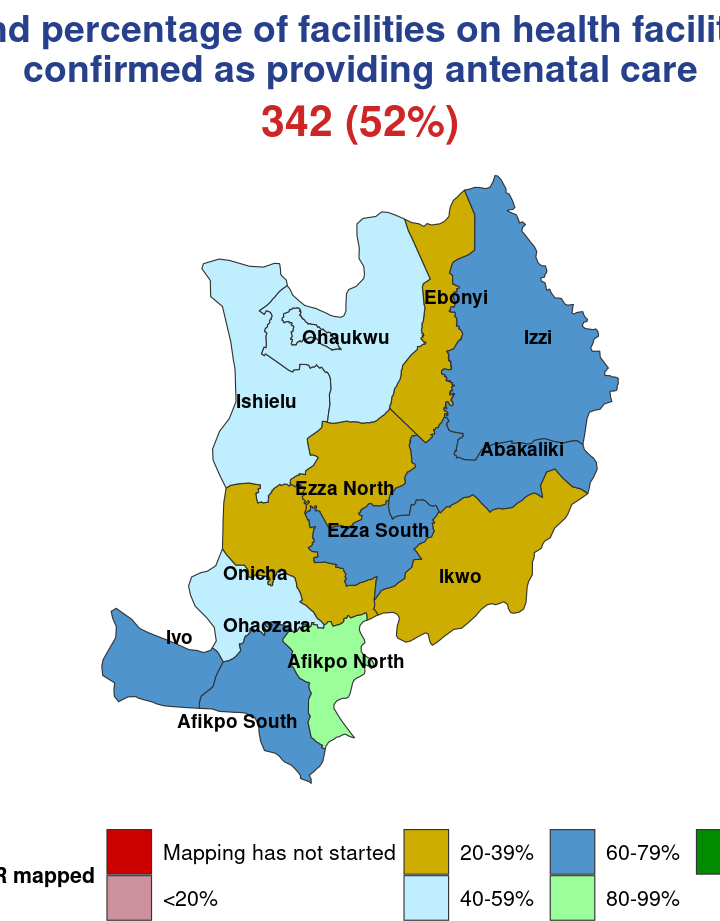 nd percentage of facilities on health facilit
confirmed as providing antenatal care
342 (52%)
Ebonyi
Ohaukwu
Izzi
Ishielu
Abakaliki
Ezza North
Ezza South
Onicha
Ikwo
Ohaozara
Ivo
Afikpo North
Afikpo South
R mapped
Mapping has not started
<20%
20-39%
40-59%
60-79%
80-99%